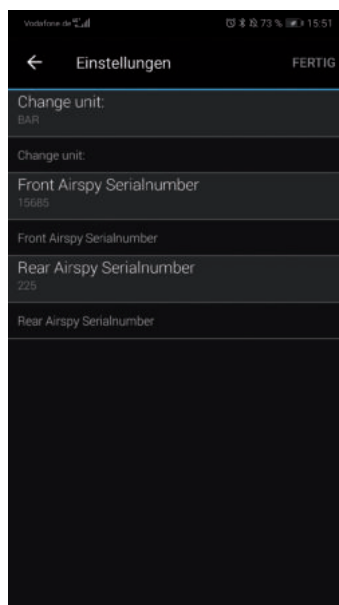 Vodafone.de
73 % 15:51
Einstellungen FERTIG
Change unit:
BAR
Change unit:
Front Airspy Serialnumber
15685
Front Airspy Serialnumber
Rear Airspy Serialnumber
225
Rear Airspy Serialnumber